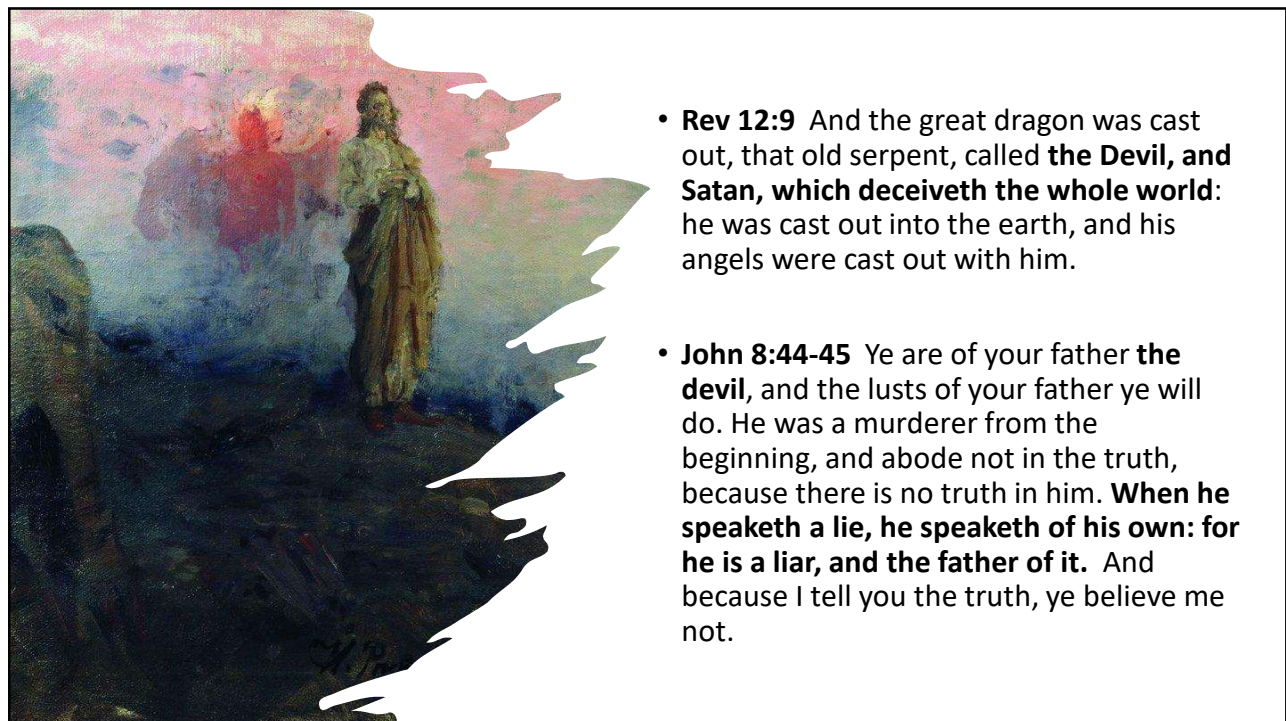 • Rev 12:9  And the great dragon was cast
out, that old serpent, called the Devil, and
Satan, which deceiveth the whole world:
he was cast out into the earth, and his
angels were cast out with him.
• John 8:44-45  Ye are of your father the
devil, and the lusts of your father ye will
do. He was a murderer from the
beginning, and abode not in the truth,
because there is no truth in him. When he
speaketh a lie, he speaketh of his own: for
he is a liar, and the father of it.  And
because I tell you the truth, ye believe me
not.